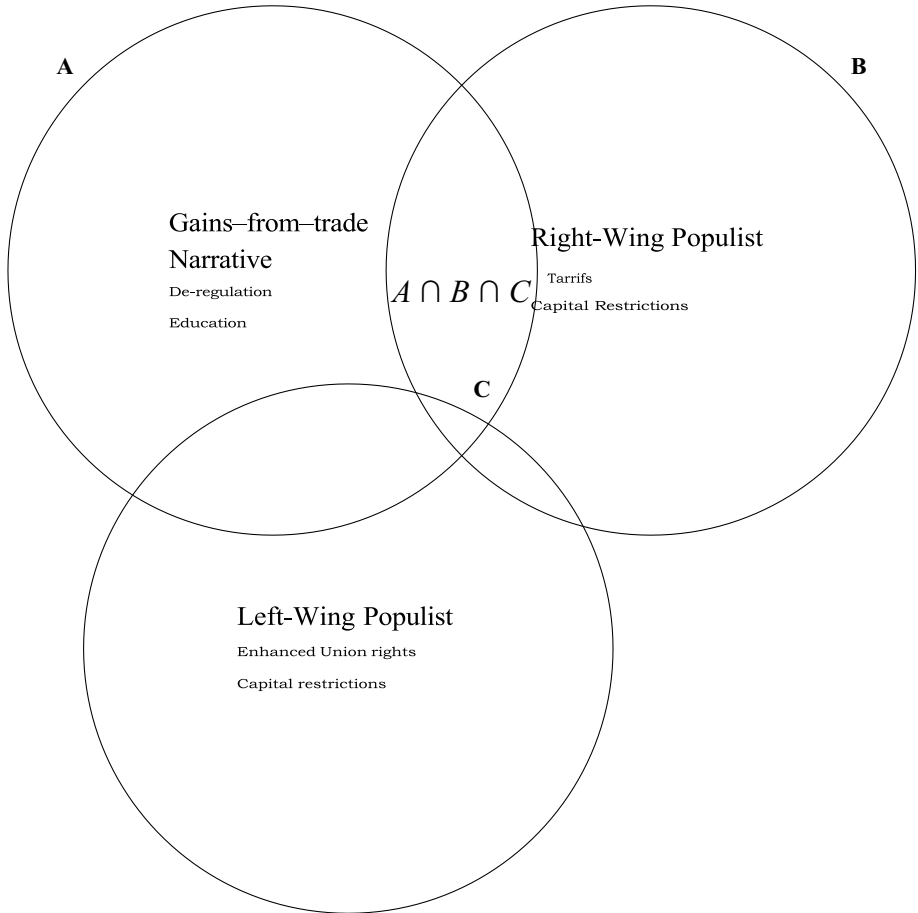 A
B
Gains–from–trade
Narrative
De-regulation
Education
A ∩ B ∩ C
Right-Wing Populist
Tarrifs
Capital Restrictions
C
Left-Wing Populist
Enhanced Union rights
Capital restrictions